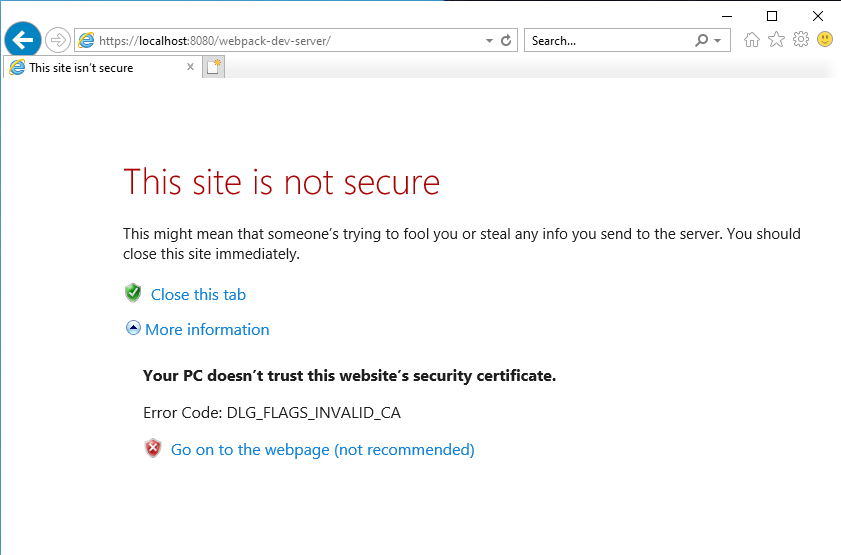 https://localhost:8080/webpack-dev-server/
Search...
This site isn't secure
This site is not secure
This might mean that someone's trying to fool you or steal any info you send to the server. You should
close this site immediately.
Close this tab
More information
Your PC doesn't trust this website's security certificate.
Error Code: DLG_FLAGS_INVALID_CA
Go on to the webpage (not recommended)